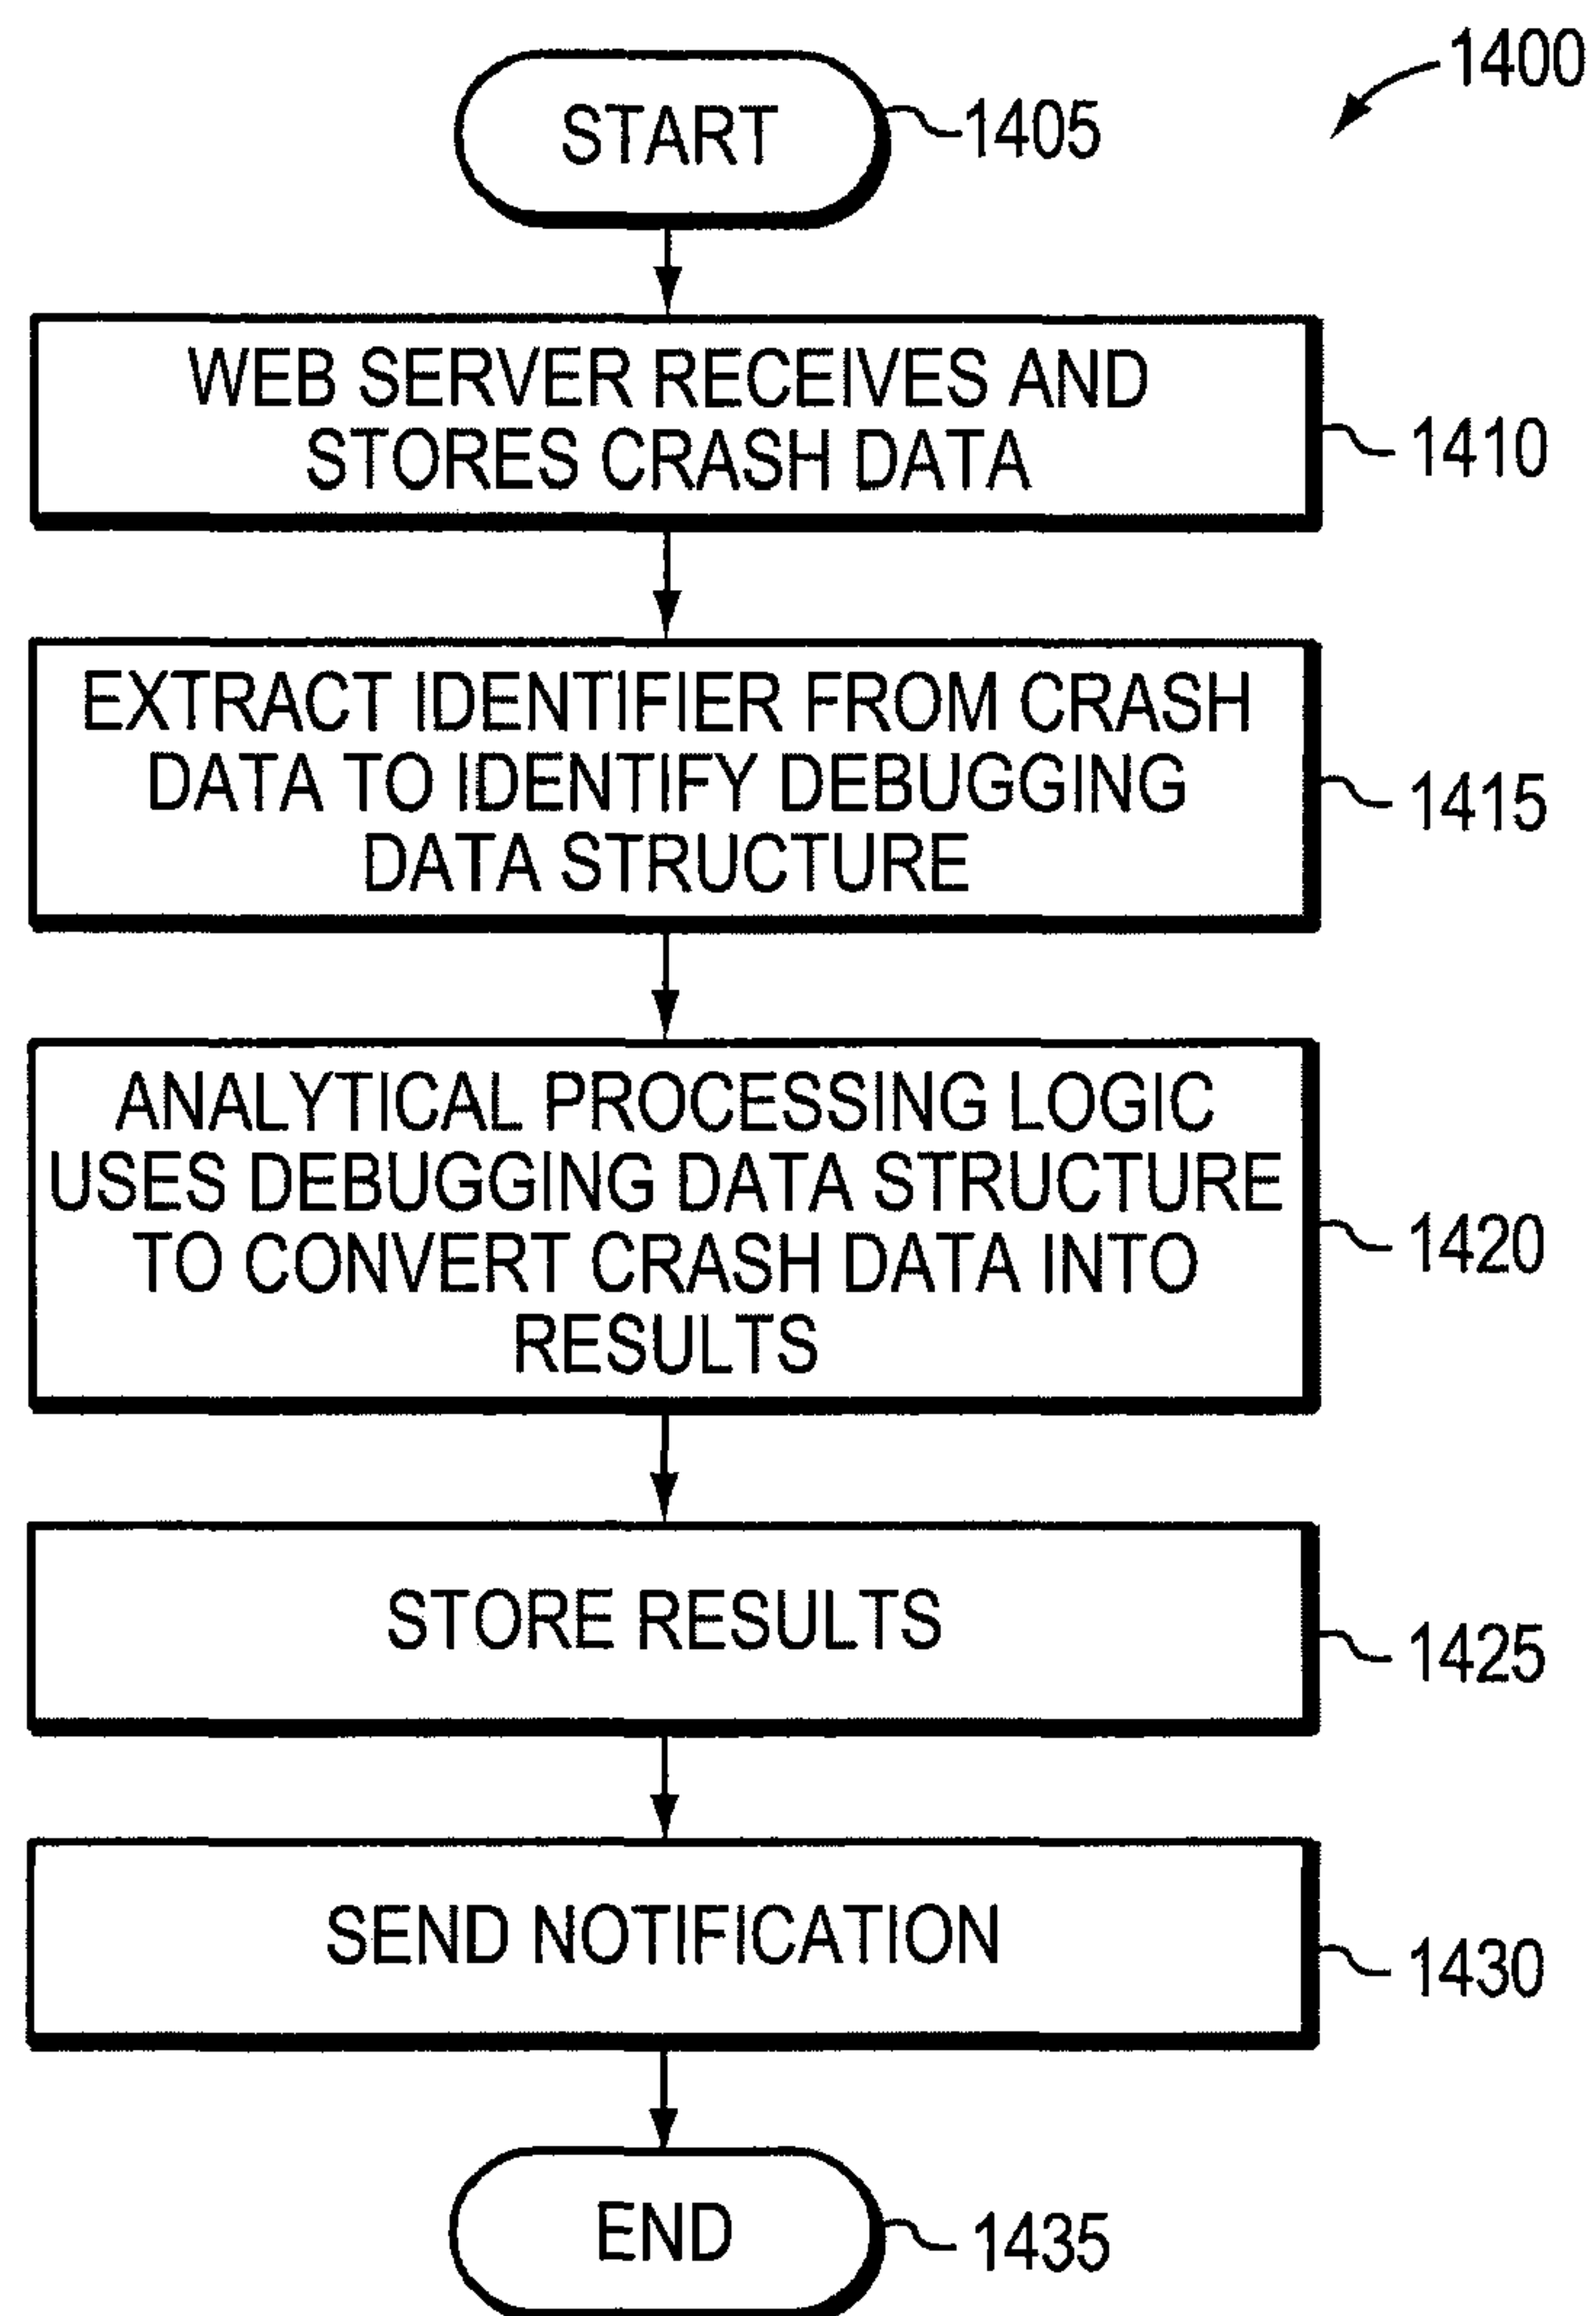 1400
START
1405
WEB SERVER RECEIVES AND
STORES CRASH DATA
1410
EXTRACT IDENTIFIER FROM CRASH
DATA TO IDENTIFY DEBUGGING
DATA STRUCTURE
1415
ANALYTICAL PROCESSING LOGIC
USES DEBUGGING DATA STRUCTURE
TO CONVERT CRASH DATA INTO
RESULTS
1420
STORE RESULTS
1425
SEND NOTIFICATION
1430
END
1435